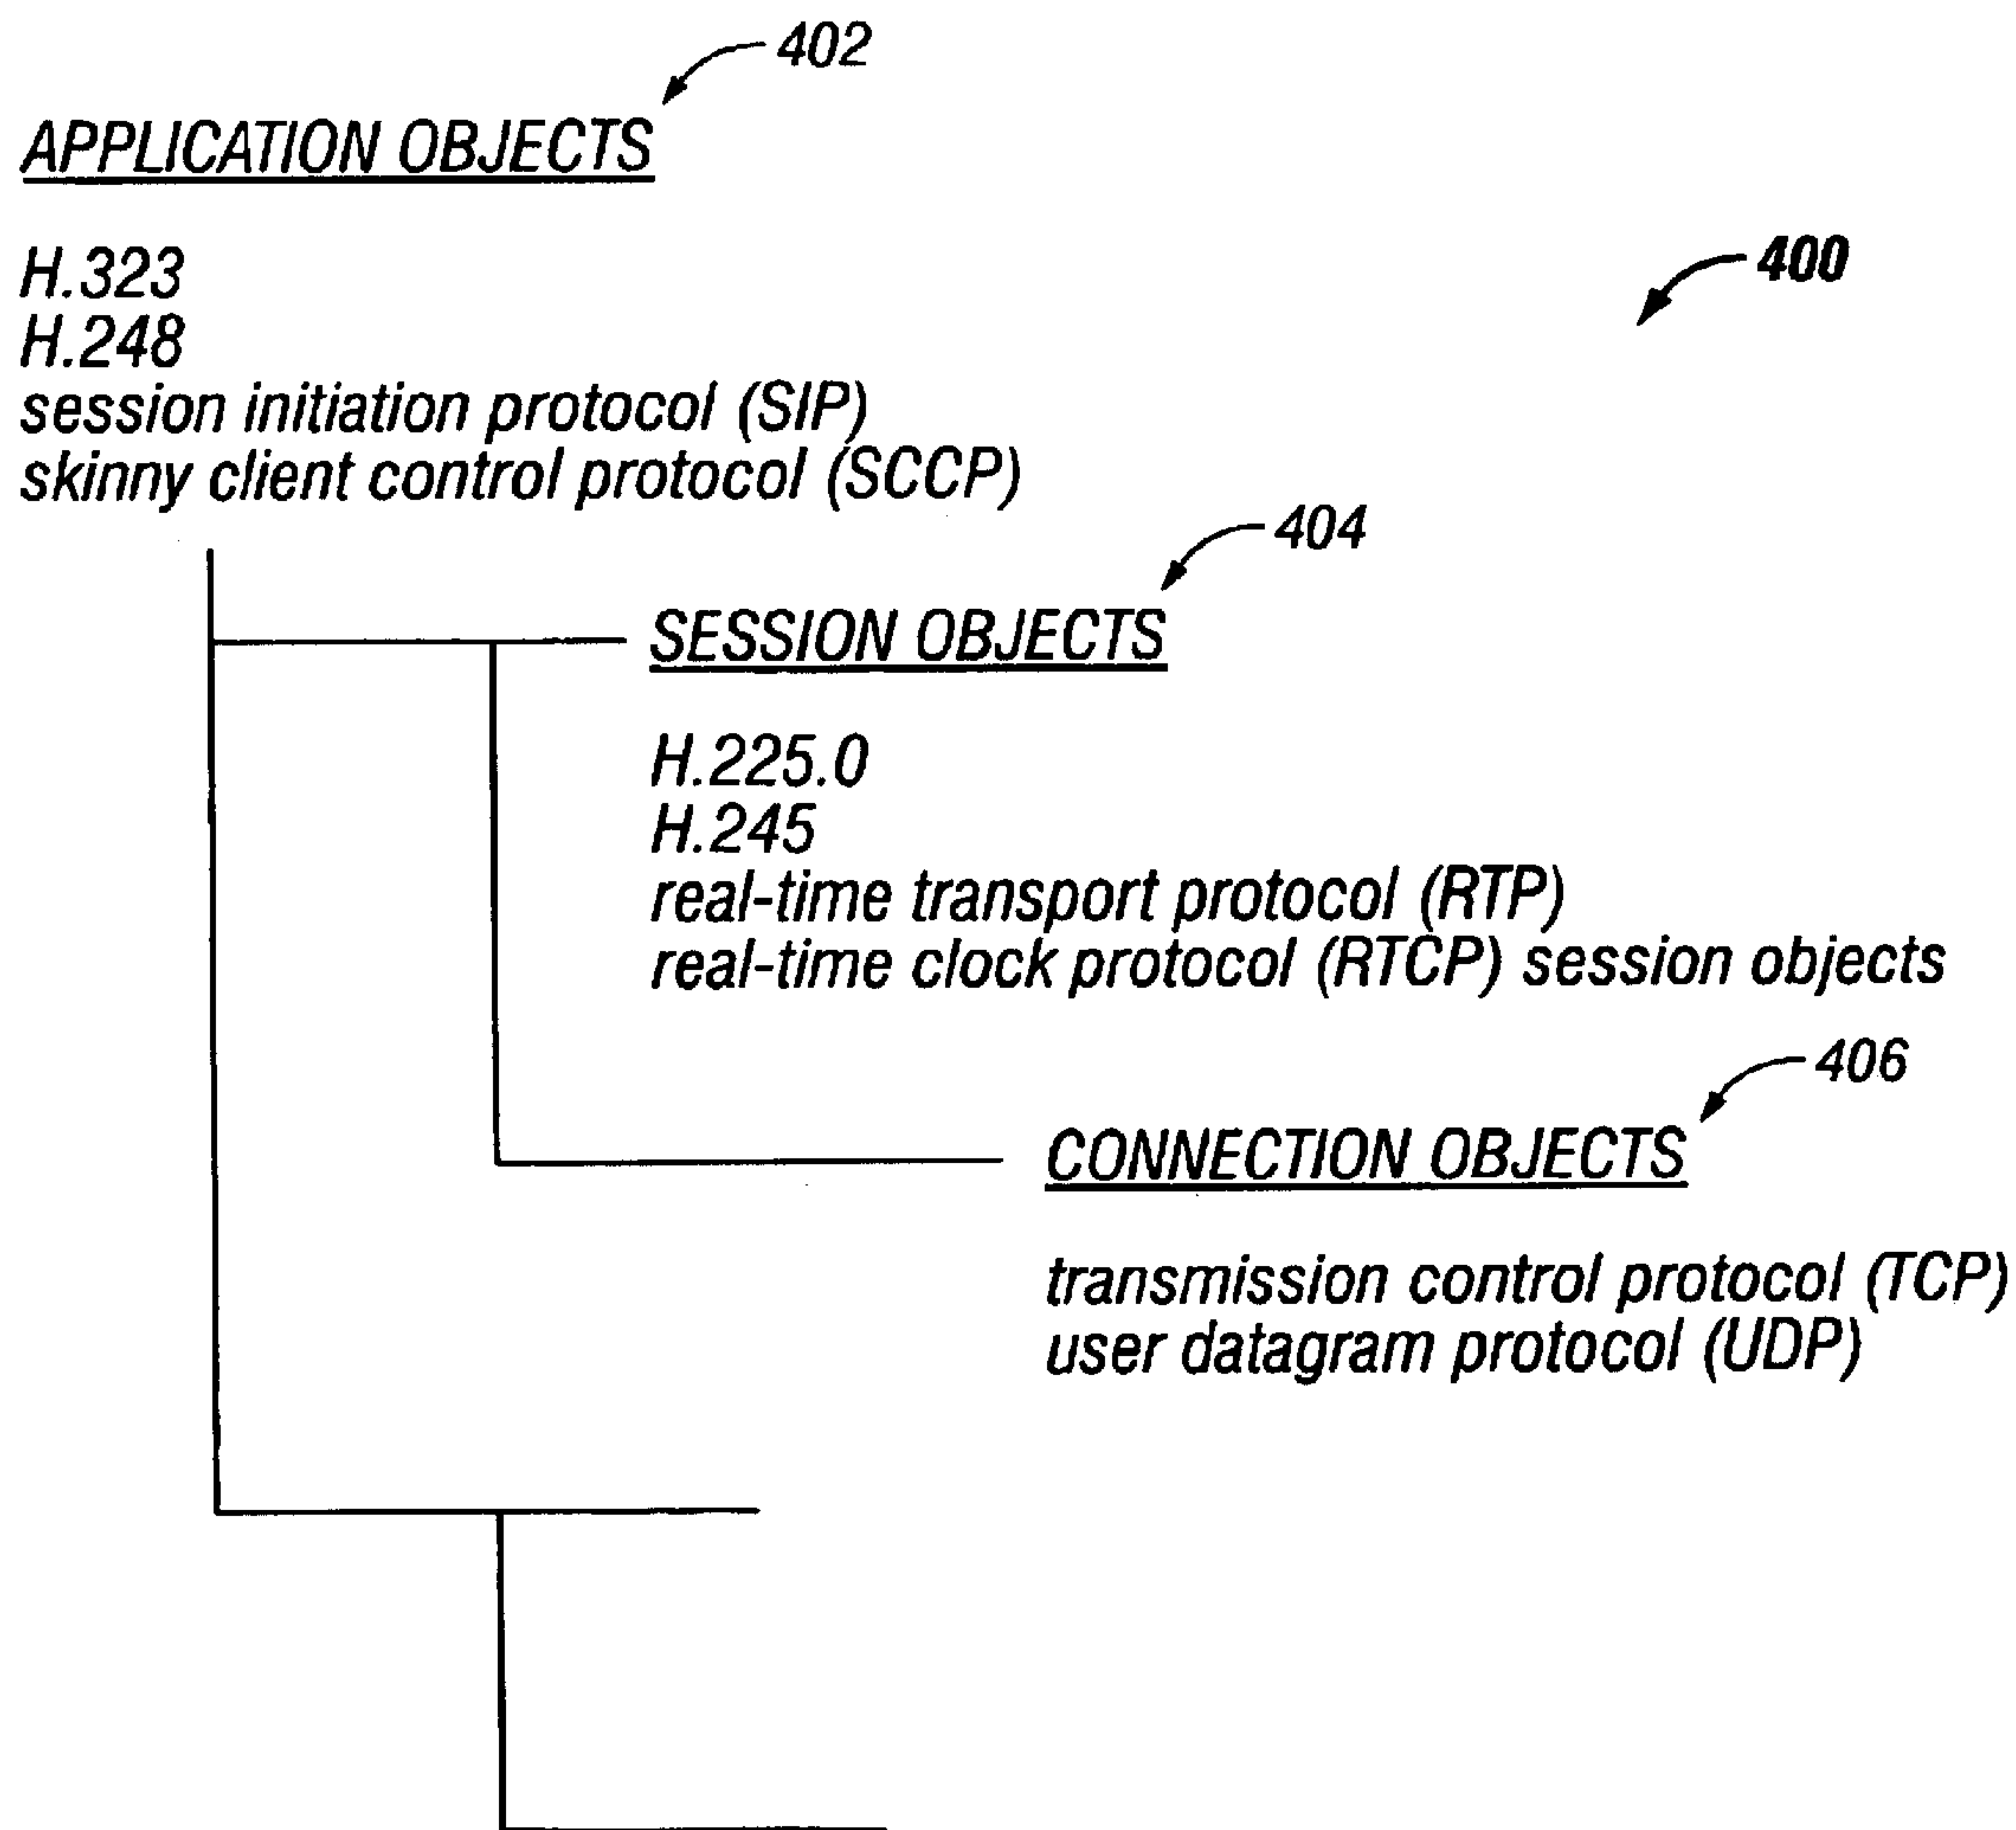 402
APPLICATION OBJECTS
400
H.323
H.248
session initiation protocol (SIP)
skinny client control protocol (SCCP)
404
SESSION OBJECTS
H.225.0
H.245
real-time transport protocol (RTP)
real-time clock protocol (RTCP) session objects
406
CONNECTION OBJECTS
transmission control protocol (TCP)
user datagram protocol (UDP)